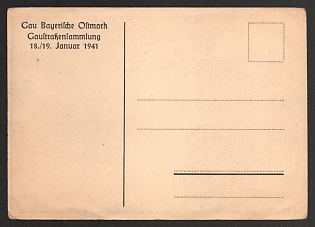 Gau Bayerische Ostmark
Gaustraßensammlung
18./19. Januar 1941